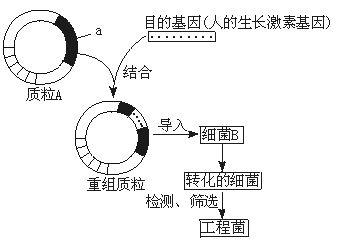 目的基因(人的生长激素基因)
a
结合
质粒A
导入
细菌B
重组质粒
转化的细菌
检测、筛选
工程菌